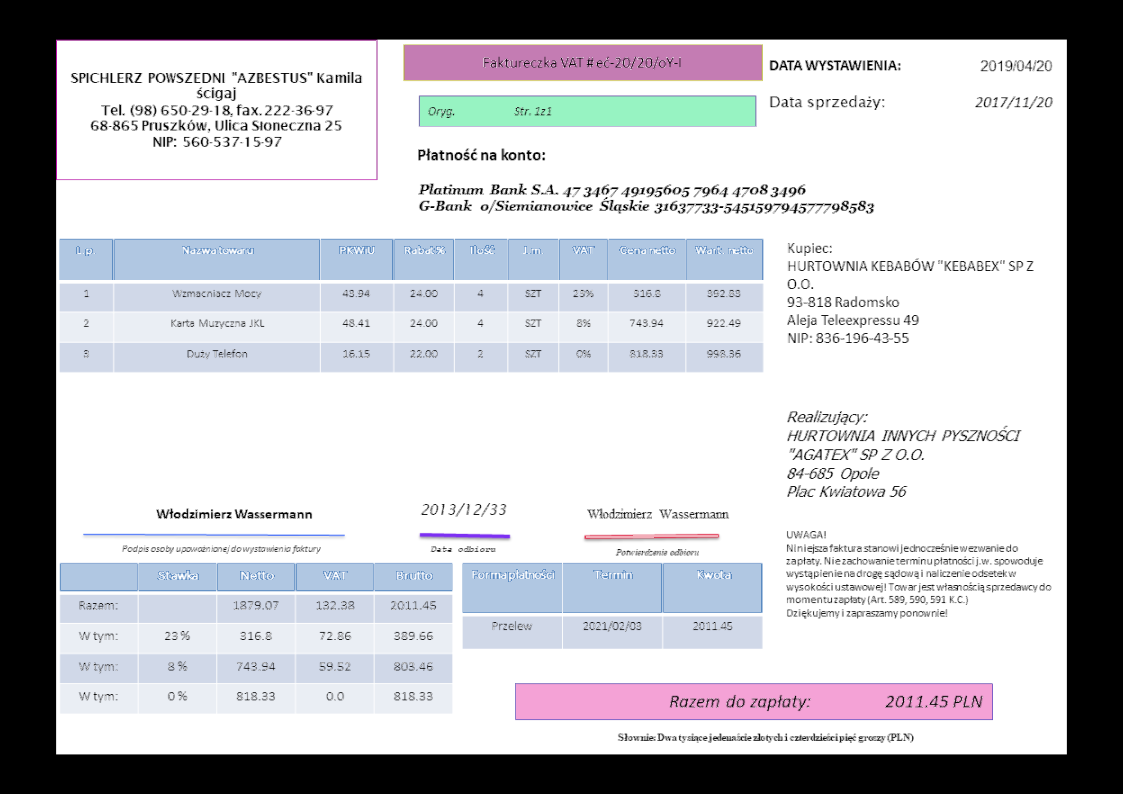 SPICHLERZ POWSZEDNI "AZBESTUS" Kamila
ścigaj
Tel. (98) 650-29-18, fax. 222-36-97
68-865 Pruszków, Ulica Słoneczna 25
NIP: 560-537-15-97
Faktureczka VAT #eć-20/20/oY-I
Oryg. Str. 1z1
DATA WYSTAWIENIA: 2019/04/20
Data sprzedaży: 2017/11/20
Płatność na konto:
Platinum Bank S.A. 47 3467 49195605 7964 4708 3496
G-Bank o/Siemianowice Śląskie 31637733-545159794577798583
L.p. Nazwa towaru PKWiU Rabat% Ilość J.m. VAT Cena netto Wart. netto
1 Wzmacniacz Mocy 43.94 24.00 4 SZT 23% 316.8 392.83
2 Karta Muzyczna JKL 48.41 24.00 4 SZT 8% 743.94 922.49
3 Duży Telefon 16.15 22.00 2 SZT 0% 818.33 998.36
Kupiec:
HURTOWNIA KEBABÓW "KEBABEX" SP Z
O.O.
93-818 Radomsko
Aleja Teleexpressu 49
NIP: 836-196-43-55
Realizujący:
HURTOWNIA INNYCH PYSZNOŚCI
"AGATEX" SP Z O.O.
84-685 Opole
Plac Kwiatowa 56
Włodzimierz Wassermann
Podpis osoby upoważnionej do wystawienia faktury
2013/12/33
Data odbioru
Włodzimierz Wassermann
Potwierdzenie odbioru
UWAGA!
Niniejsza faktura stanowi jednocześnie wezwanie do
zapłaty. Nie zachowanie terminu płatności j.w. spowoduje
wystąpienie na drogę sądową i naliczenie odsetek w
wysokości ustawowej! Towar jest własnością sprzedawcy do
momentu zapłaty (Art. 589, 590, 591 K.C.)
Dziękujemy i zapraszamy ponownie!
Stawka Netto VAT Brutto
Razem: 1879.07 132.38 2011.45
W tym: 23 % 316.8 72.86 389.66
W tym: 8 % 743.94 59.52 803.46
W tym: 0 % 818.33 0.0 818.33
Forma płatności Termin Kwota
Przelew 2021/02/03 2011.45
Razem do zapłaty: 2011.45 PLN
Słownie: Dwa tysiące jedenaście złotych i czterdzieści pięć groszy (PLN)